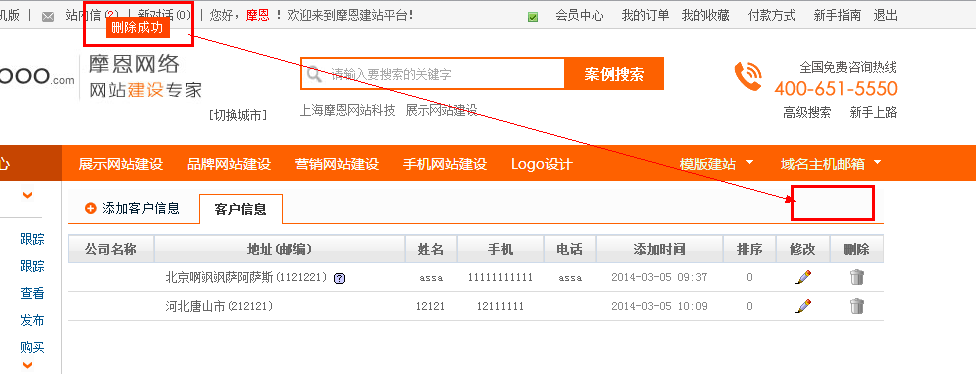 机版 | 站内信(2) | 新对话(0) | 您好，摩恩 ！欢迎来到摩恩建站平台！ 会员中心 我的订单 我的收藏 付款方式 新手指南 退出
删除成功
ooo.com 摩恩网络
网站建设专家
[切换城市]
请输入要搜索的关键字 案例搜索
上海摩恩网站科技 展示网站建设
全国免费咨询热线
400-651-5550
高级搜索 新手上路
心 展示网站建设 品牌网站建设 营销网站建设 手机网站建设 Logo设计 模版建站 域名主机邮箱
跟踪
跟踪
查看
发布
购买
添加客户信息 客户信息
公司名称 地址(邮编) 姓名 手机 电话 添加时间 排序 修改 删除
北京啊飒飒萨阿萨斯(1121221) assa 11111111111 assa 2014-03-05 09:37 0
河北唐山市(212121) 12121 12111111 2014-03-05 10:09 0